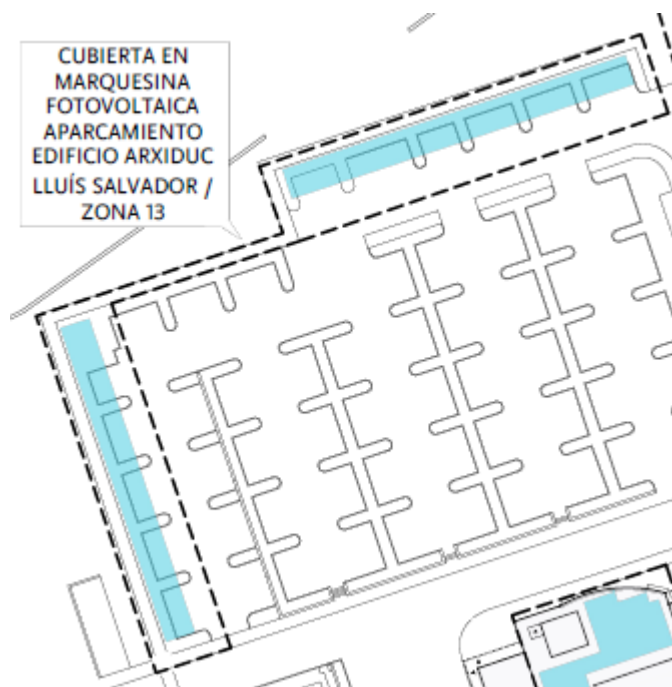 CUBIERTA EN
MARQUESINA
FOTOVOLTAICA
APARCAMIENTO
EDIFICIO ARXIDUC
LLUÍS SALVADOR /
ZONA 13